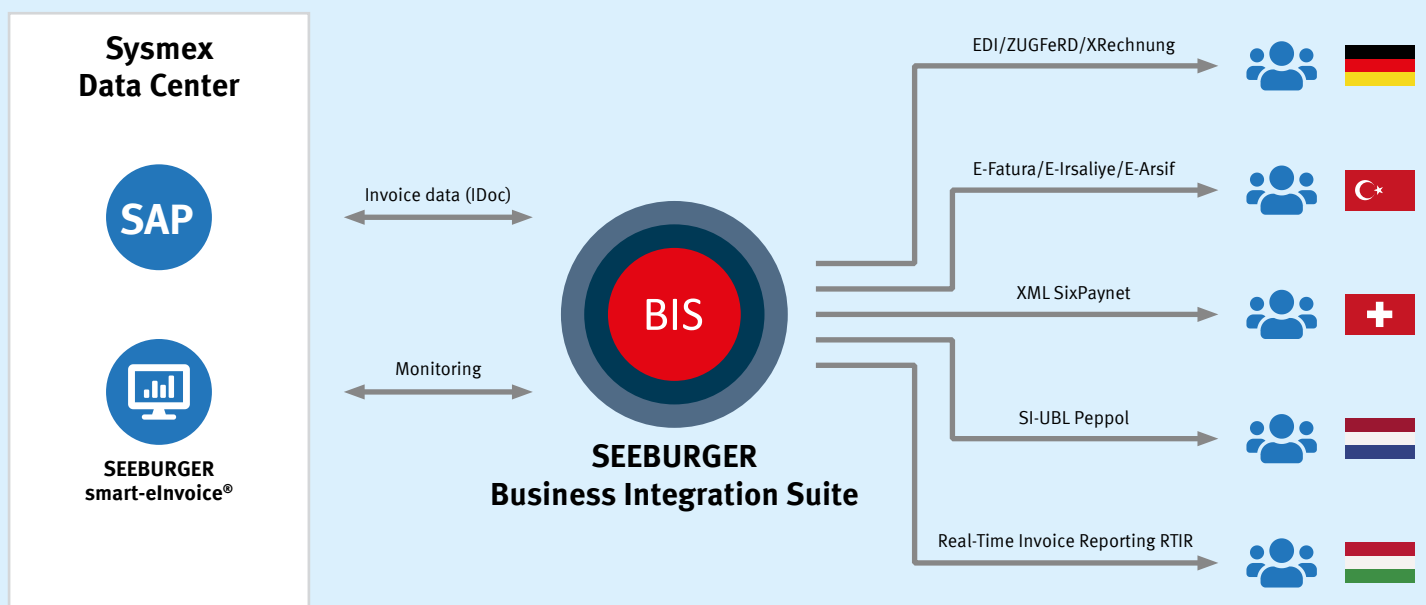 Sysmex
Data Center
SAP
SEEBURGER
smart-eInvoice®
Invoice data (IDoc)
Monitoring
BIS
SEEBURGER
Business Integration Suite
EDI/ZUGFeRD/XRechnung
E-Fatura/E-Irsaliye/E-Arsif
XML SixPaynet
SI-UBL Peppol
Real-Time Invoice Reporting RTIR